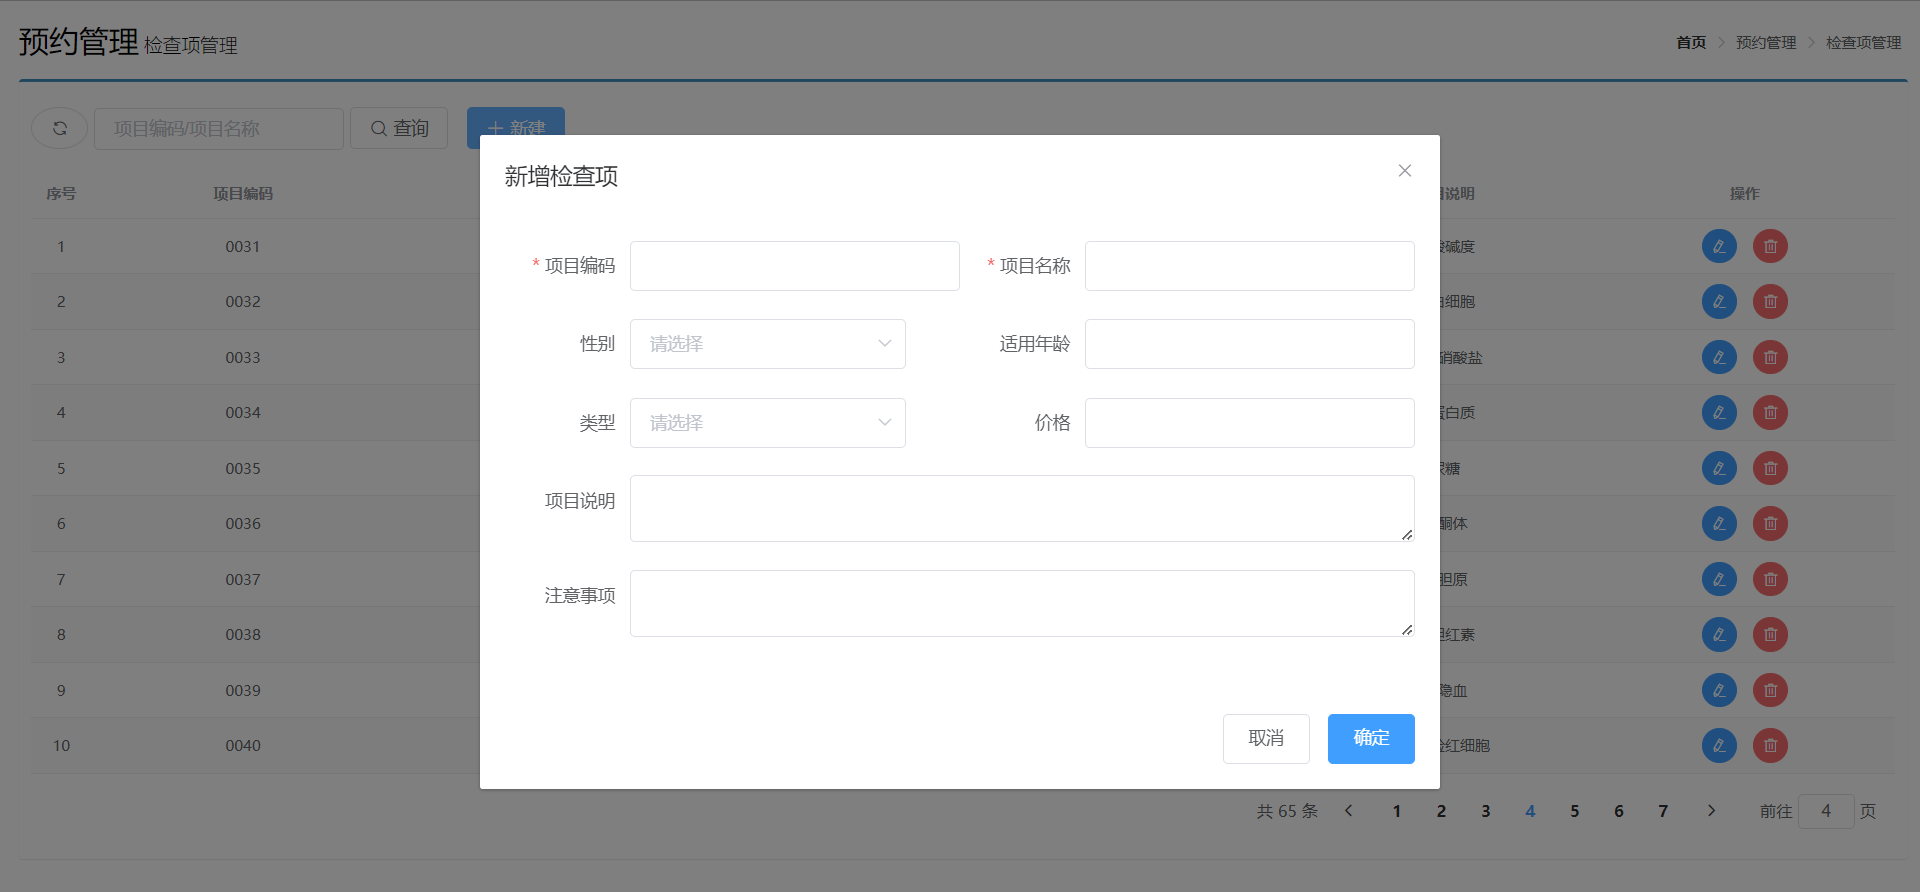 预约管理 检查项管理
首页 预约管理 检查项管理
项目编码/项目名称 查询 新建
序号 项目编码 说明 操作
新增检查项
* 项目编码 * 项目名称
性别 请选择 适用年龄
类型 请选择 价格
项目说明
注意事项
取消 确定
1 0031 碱度
2 0032 细胞
3 0033 硝酸盐
4 0034 白质
5 0035 糖
6 0036 酮体
7 0037 胆原
8 0038 红素
9 0039 隐血
10 0040 红细胞
共 65 条 1 2 3 4 5 6 7 前往 4 页